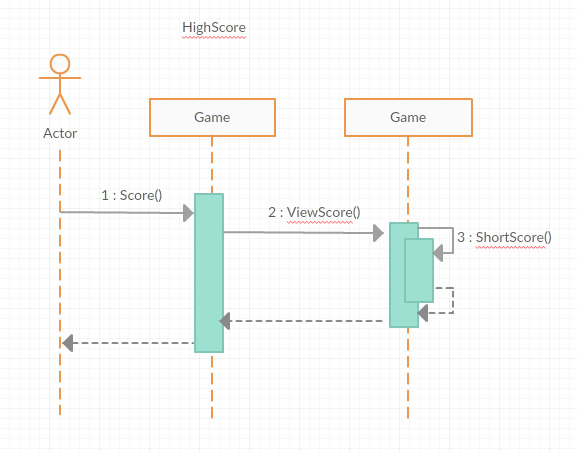 HighScore
Game
Game
Actor
1 : Score()
2 : ViewScore()
3 : ShortScore()